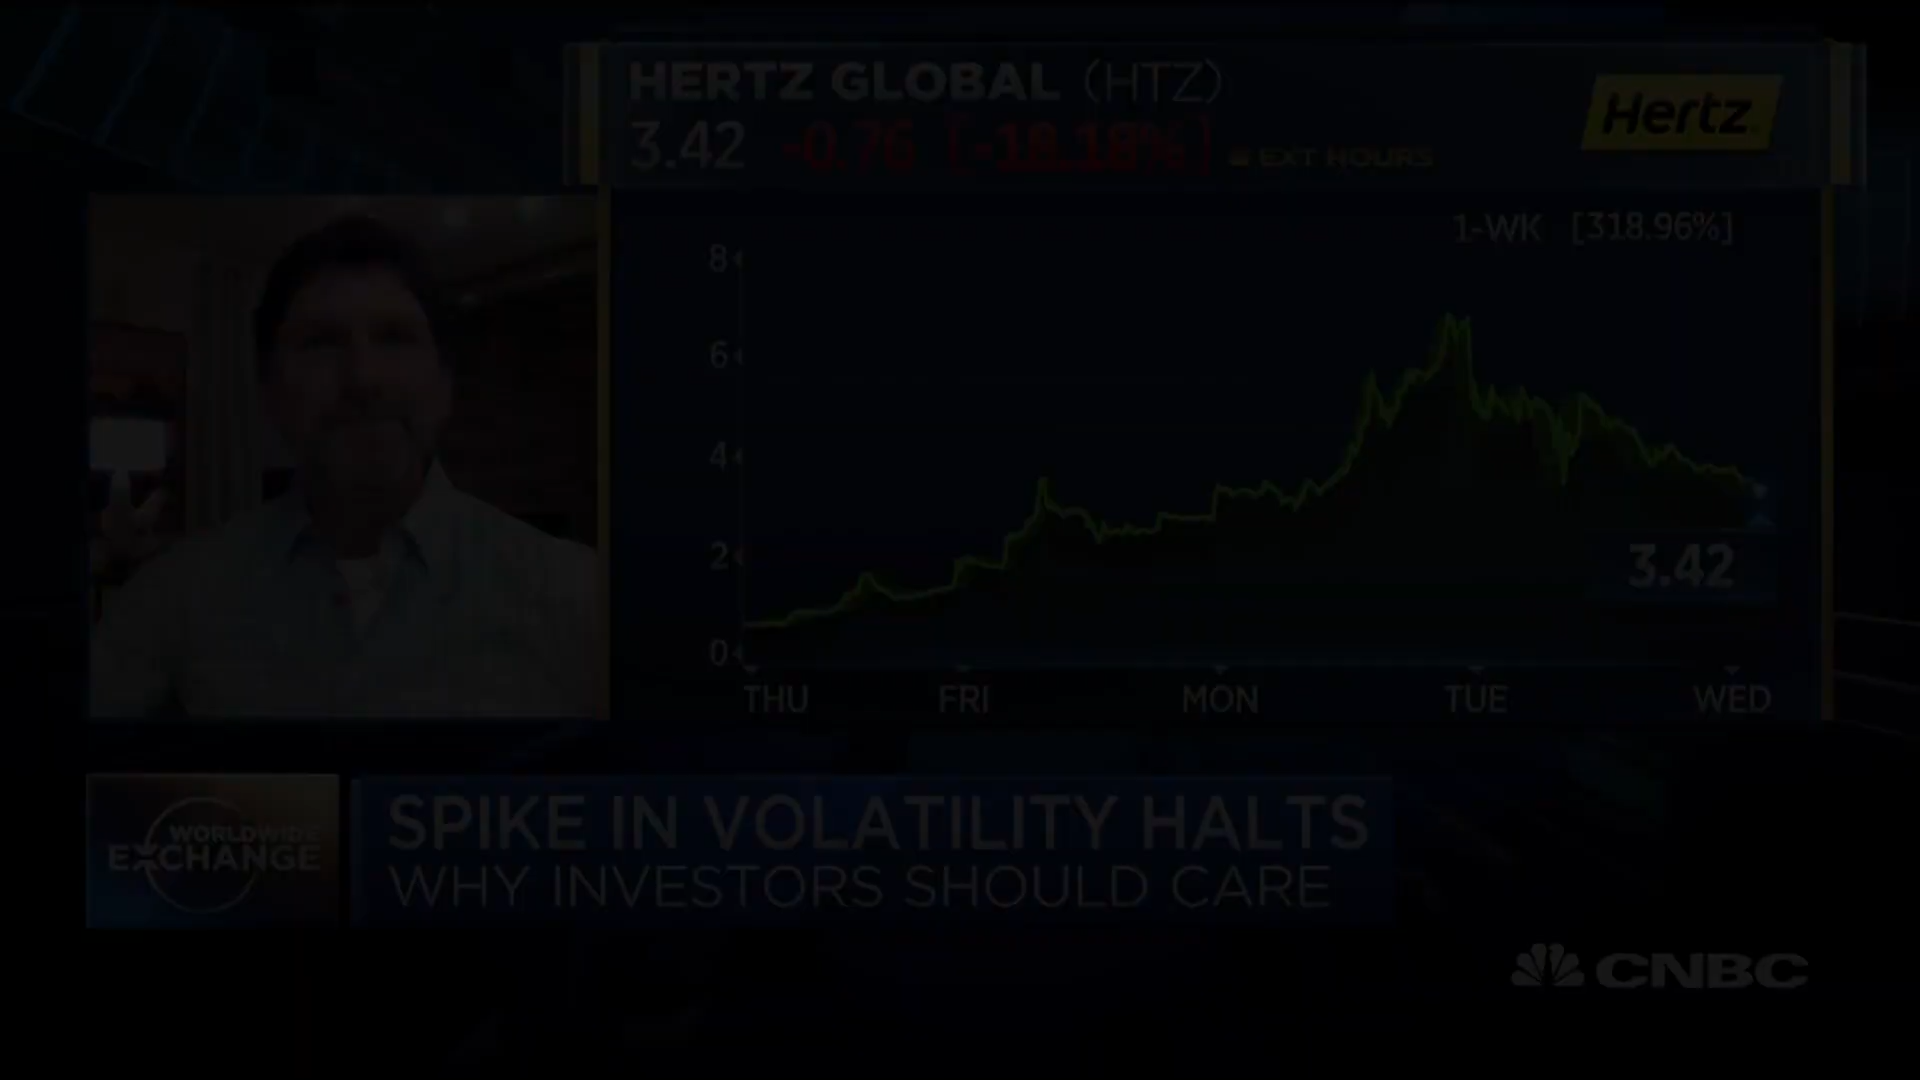 HERTZ GLOBAL (HTZ)
3.42 -0.76 [-18.18%] EXT HOURS
Hertz
1-WK [318.96%]
8
6
4
2
0
3.42
THU FRI MON TUE WED
WORLDWIDE
EXCHANGE
SPIKE IN VOLATILITY HALTS
WHY INVESTORS SHOULD CARE
CNBC